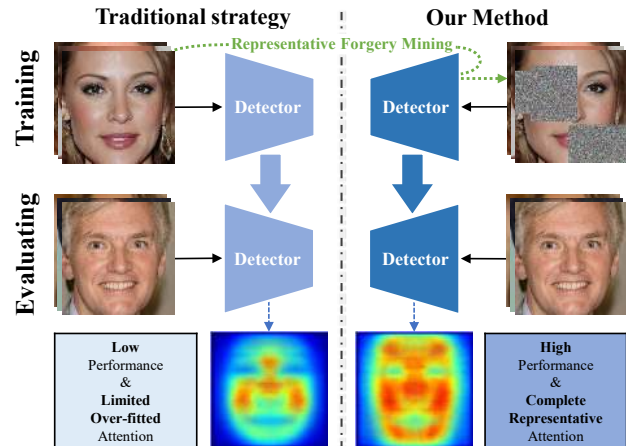 Traditional strategy
Our Method
Representative Forgery Mining
Training
Detector
Detector
Evaluating
Detector
Detector
Low
Performance
&
Limited
Over-fitted
Attention
High
Performance
&
Complete
Representative
Attention